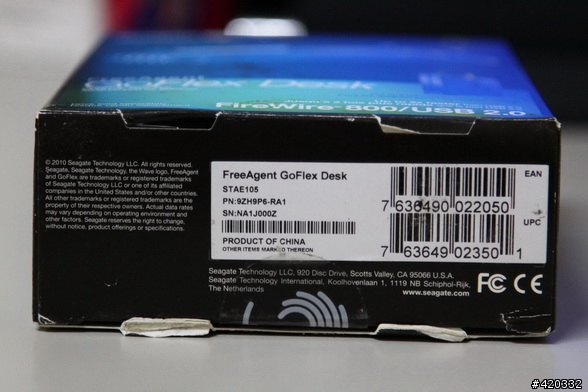 GoFlex Desk
FireWire 800/USB 2.0
© 2010 Seagate Technology LLC. All rights reserved.
Seagate, Seagate Technology, the Wave logo, FreeAgent
and GoFlex are trademarks or registered trademarks
of Seagate Technology LLC or one of its affiliated
companies in the United States and/or other countries.
All other trademarks or registered trademarks are the
property of their respective owners. Actual data rates
may vary depending on operating environment and
other factors. Seagate reserves the right to change,
without notice, product offerings or specifications.
FreeAgent GoFlex Desk
STAE105
PN:9ZH9P6-RA1
SN:NA1J000Z
PRODUCT OF CHINA
OTHER ITEMS MARKED THEREON
EAN
7 636490 022050
UPC
7 63649 02350 1
Seagate Technology LLC, 920 Disc Drive, Scotts Valley, CA 95066 U.S.A.
Seagate Technology International, Koolhovenlaan 1, 1119 NB Schiphol-Rijk,
The Netherlands
www.seagate.com
FC CE
#420332